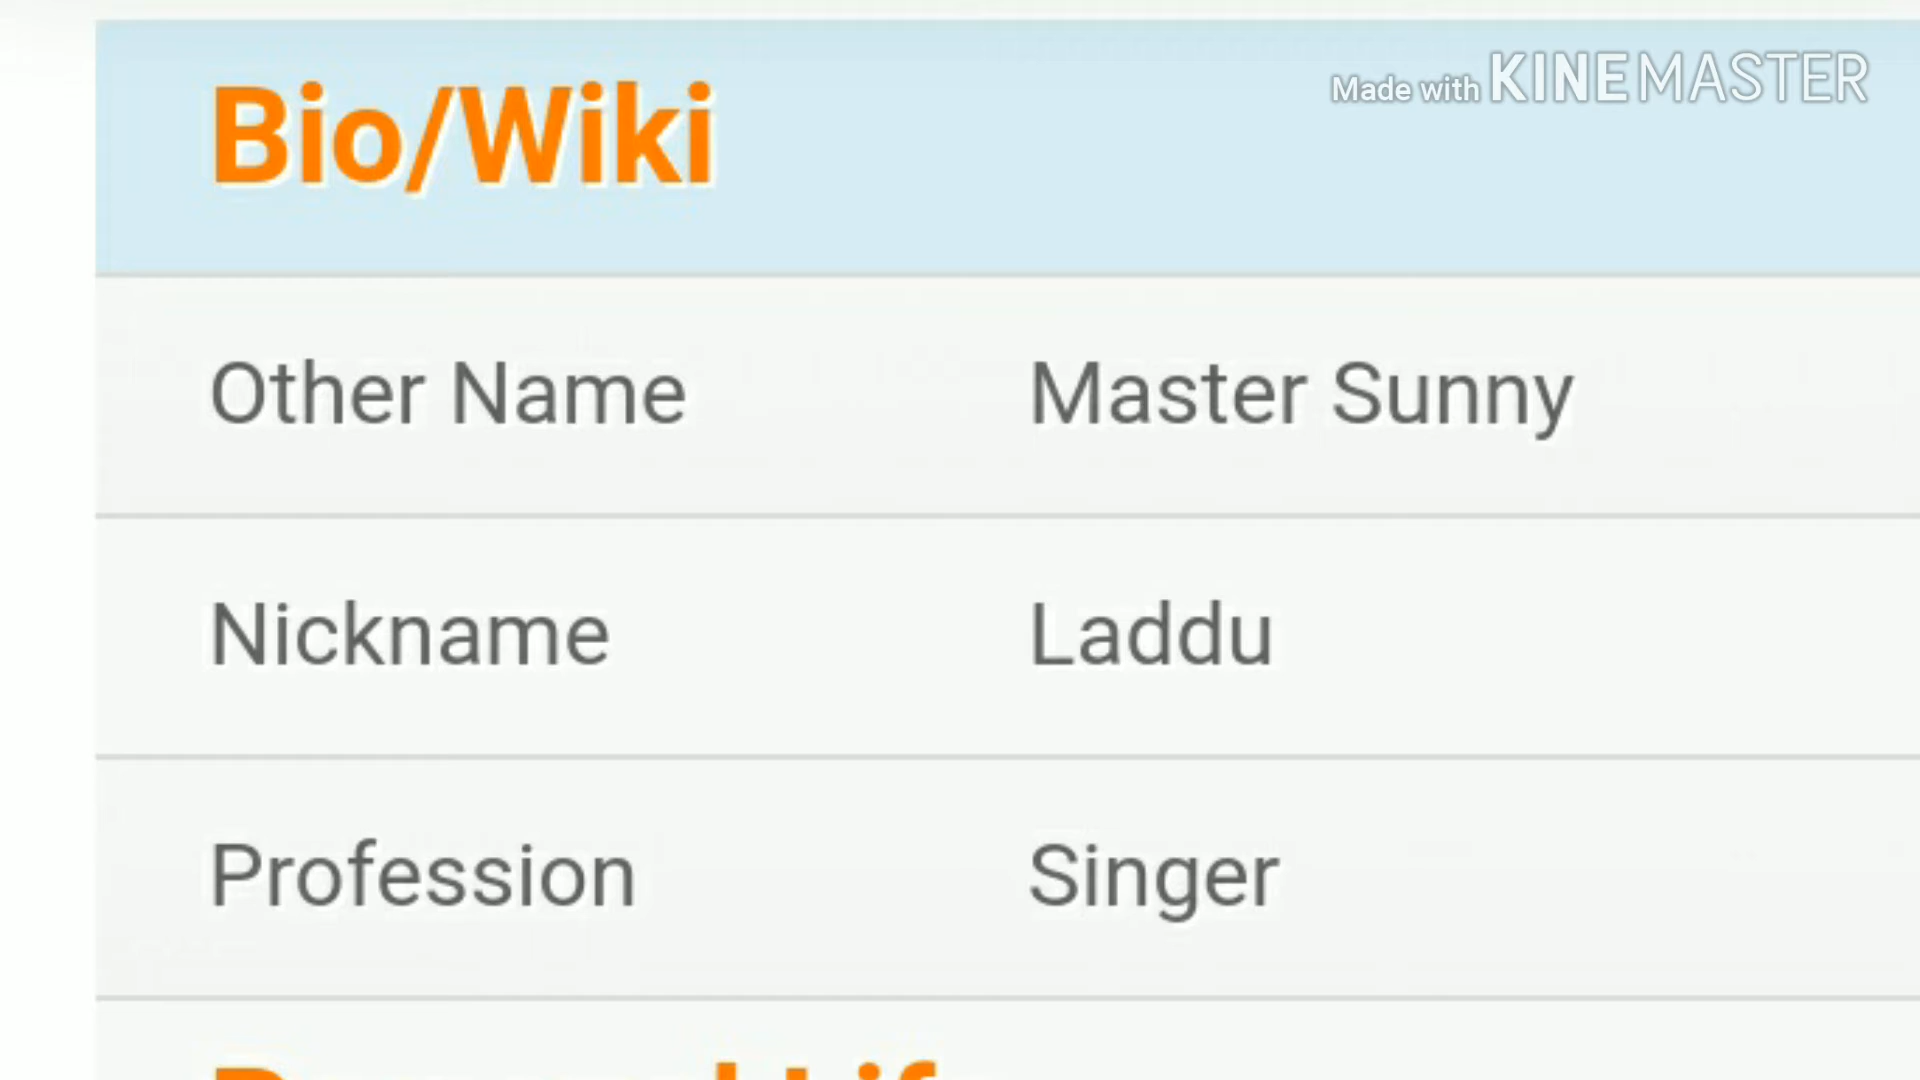 Made with KINEMASTER
Bio/Wiki
Other Name Master Sunny
Nickname Laddu
Profession Singer